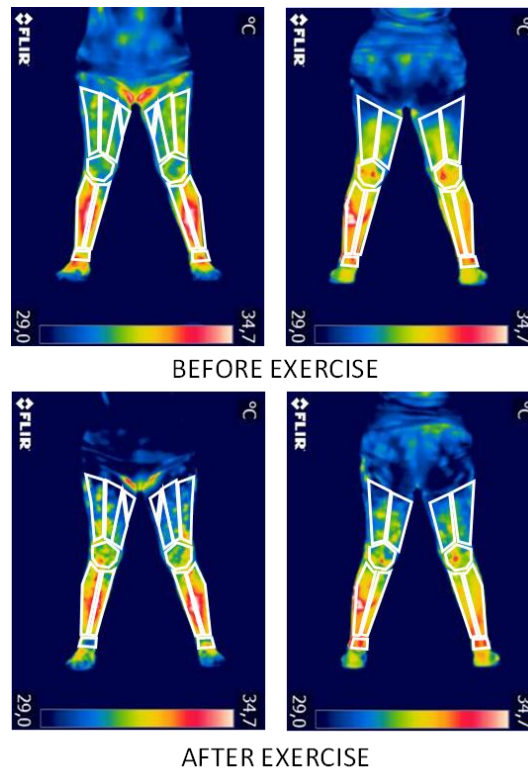 FLIR °C FLIR °C
29,0 34,7 29,0 34,7
BEFORE EXERCISE
FLIR °C FLIR °C
29,0 34,7 29,0 34,7
AFTER EXERCISE